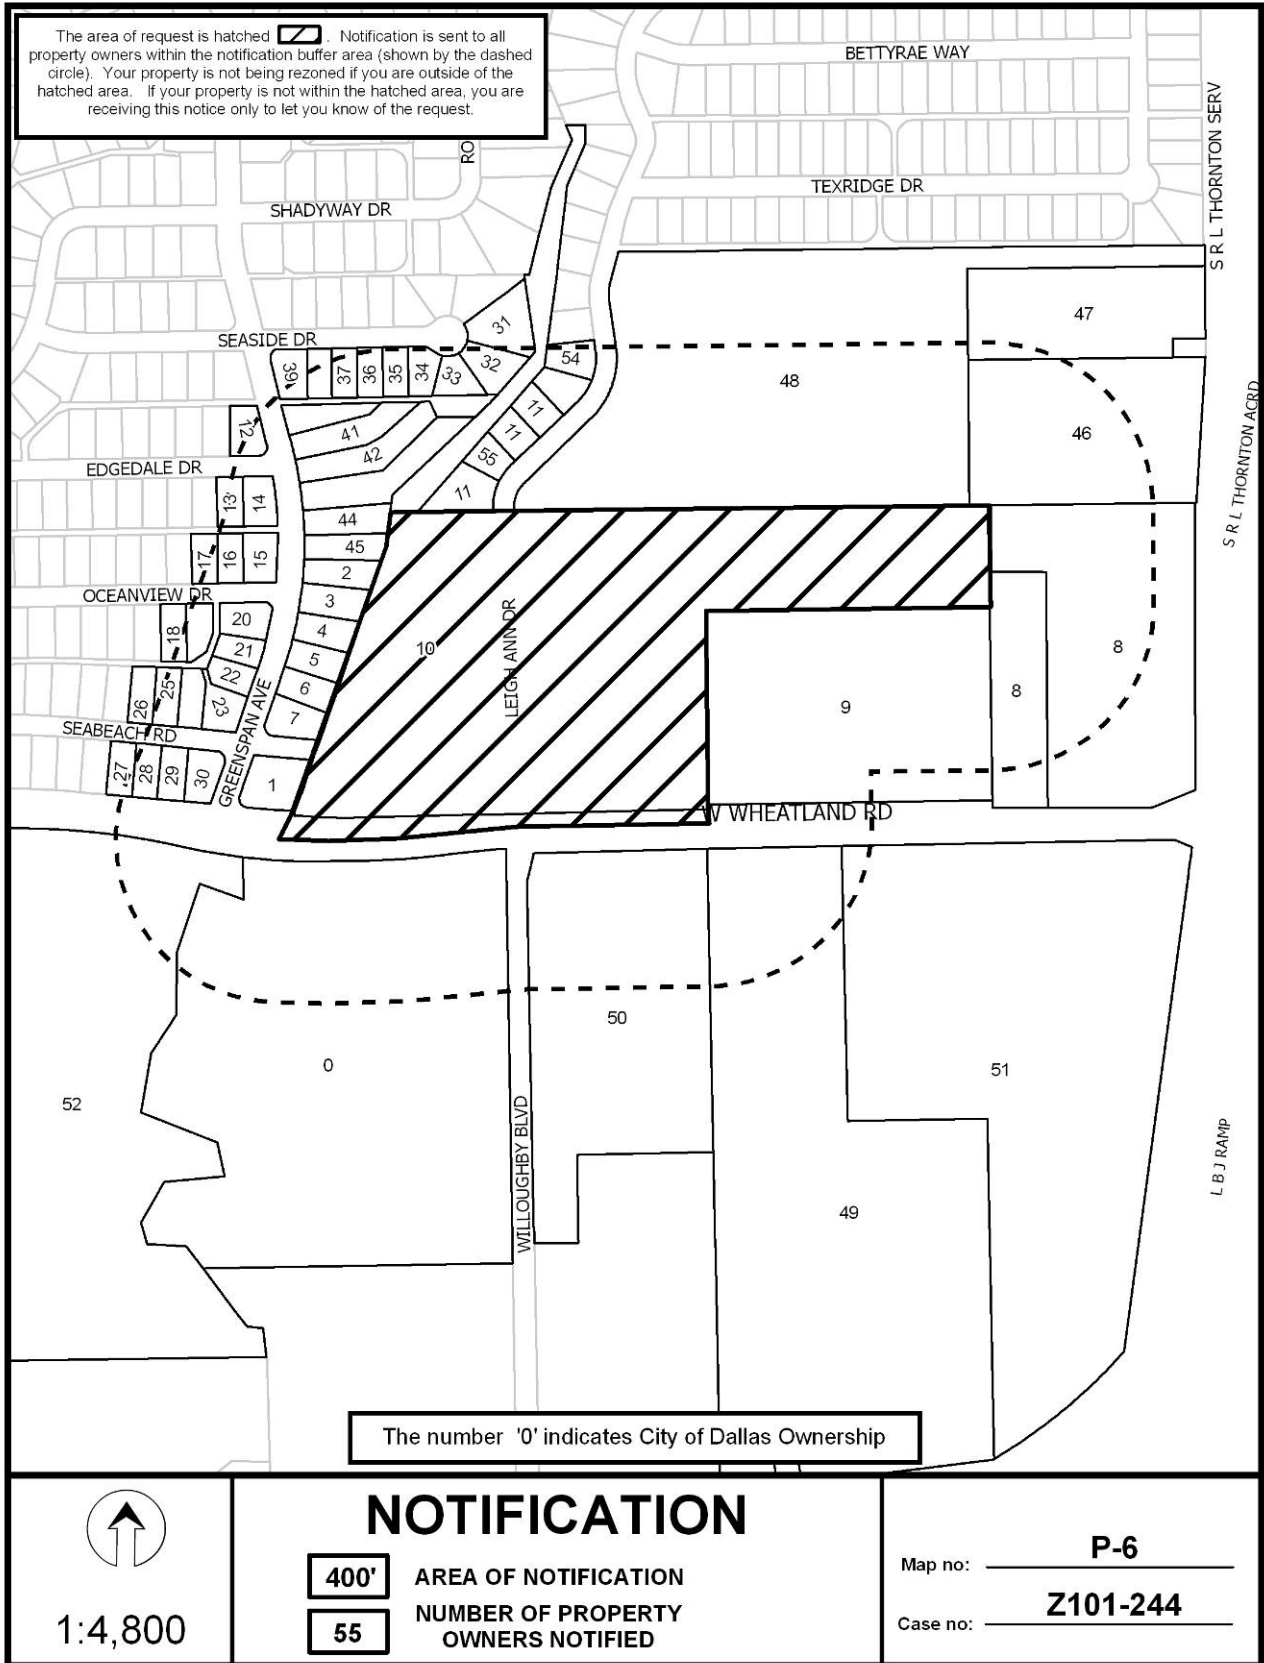 The area of request is hatched . Notification is sent to all
property owners within the notification buffer area (shown by the dashed
circle). Your property is not being rezoned if you are outside of the
hatched area. If your property is not within the hatched area, you are
receiving this notice only to let you know of the request.
BETTYRAE WAY
S R L THORNTON SERV
RO
TEXRIDGE DR
SHADYWAY DR
47
31
SEASIDE DR
39
37
36
35
34
33
32
54
48
46
S R L THORNTON ACRD
12
41
42
11
11
55
11
EDGEDALE DR
13
14
44
17
16
15
45
2
OCEANVIEW DR
3
18
20
4
10
LEIGH ANN DR
21
5
8
22
6
8
26
25
23
7
9
SEABEACH RD
GREENSPAN AVE
27
28
29
30
1
W WHEATLAND RD
50
0
51
52
WILLOUGHBY BLVD
L B J RAMP
49
The number '0' indicates City of Dallas Ownership
1:4,800
NOTIFICATION
400' AREA OF NOTIFICATION
55 NUMBER OF PROPERTY
OWNERS NOTIFIED
Map no: P-6
Case no: Z101-244